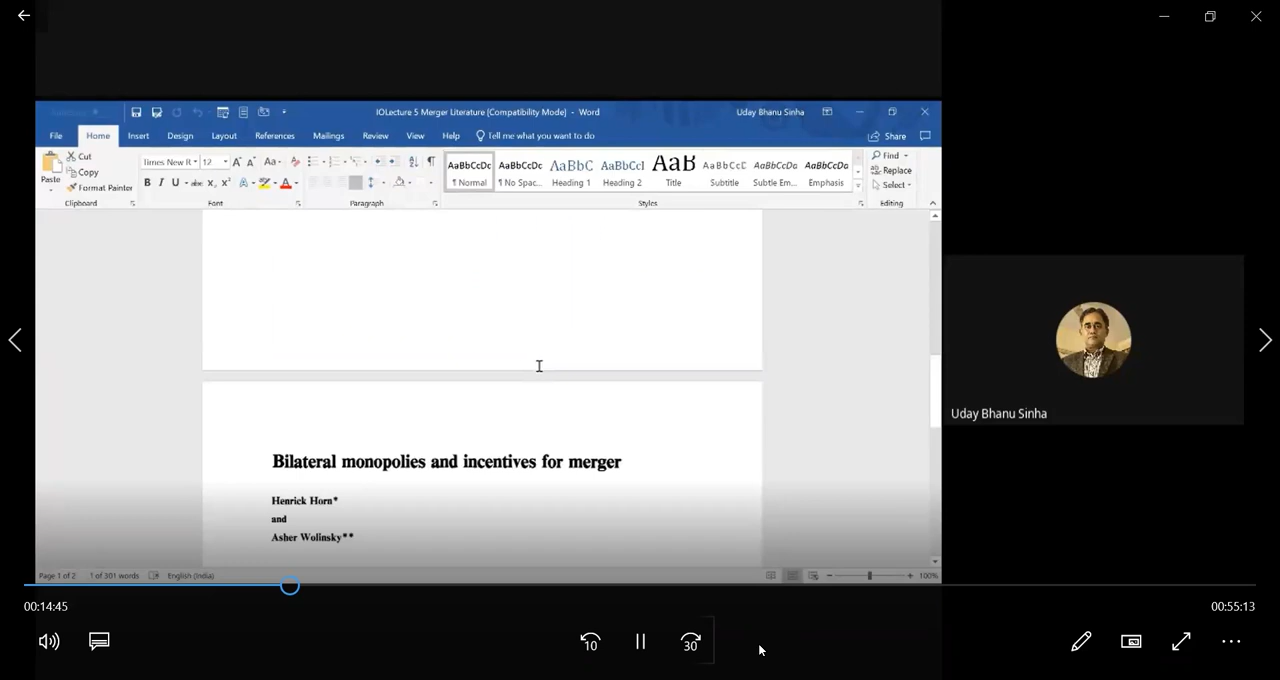 IOLecture 5 Merger Literature [Compatibility Mode] - Word
Uday Bhanu Sinha
File Home Insert Design Layout References Mailings Review View Help Tell me what you want to do Share
Paste
Cut
Copy
Format Painter
Clipboard
Times New R 12 Aa
B I U abc X₂ X² A A
Font
Paragraph
AaBbCcDc AaBbCcDc AaBbC AaBbCcI AaB AaBbCcC AaBbCcDa AaBbCcDa
¶ Normal ¶ No Spac... Heading 1 Heading 2 Title Subtitle Subtle Em... Emphasis
Styles
Find
Replace
Select
Editing
Bilateral monopolies and incentives for merger
Henrick Horn*
and
Asher Wolinsky**
Uday Bhanu Sinha
Page 1 of 2 1 of 301 words English (India) 100%
00:14:45 00:55:13
10 30